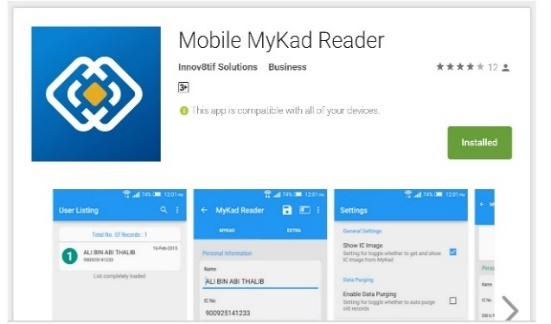 Mobile MyKad Reader
Innov8tif Solutions Business
12
3+
This app is compatible with all of your devices.
Installed
74% 12:01
User Listing
Total No. Of Records : 1
1
ALI BIN ABI THALIB
16-Feb-2015
900925141233
List completely loaded
74% 12:01
MyKad Reader
MYKAD
EXTRA
Personal Information
Name
ALI BIN ABI THALIB
IC No
900925141233
74% 12:01
Settings
General Settings
Show IC Image
Setting for toggle whether to get and show
IC image from MyKad
Data Purging
Enable Data Purging
Setting for toggle whether to auto purge
old records
Name
IC No